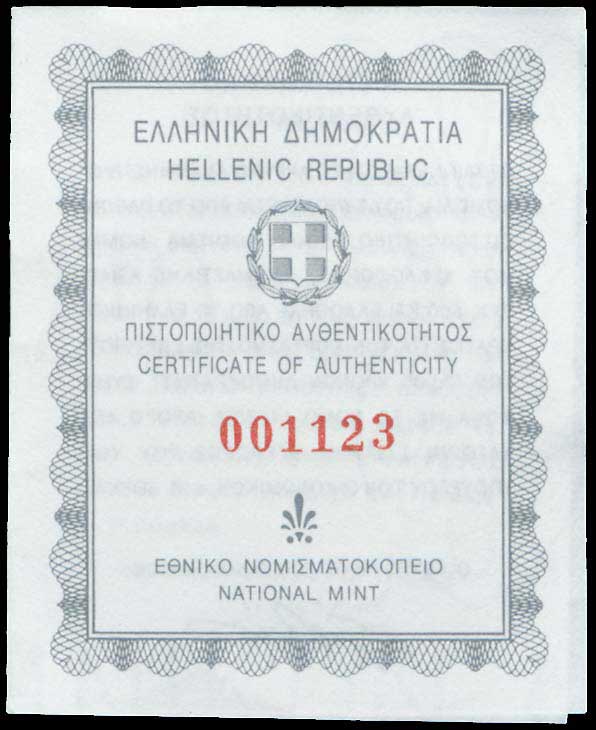 ΕΛΛΗΝΙΚΗ ΔΗΜΟΚΡΑΤΙΑ
HELLENIC REPUBLIC
ΠΙΣΤΟΠΟΙΗΤΙΚΟ ΑΥΘΕΝΤΙΚΟΤΗΤΟΣ
CERTIFICATE OF AUTHENTICITY
001123
ΕΘΝΙΚΟ ΝΟΜΙΣΜΑΤΟΚΟΠΕΙΟ
NATIONAL MINT